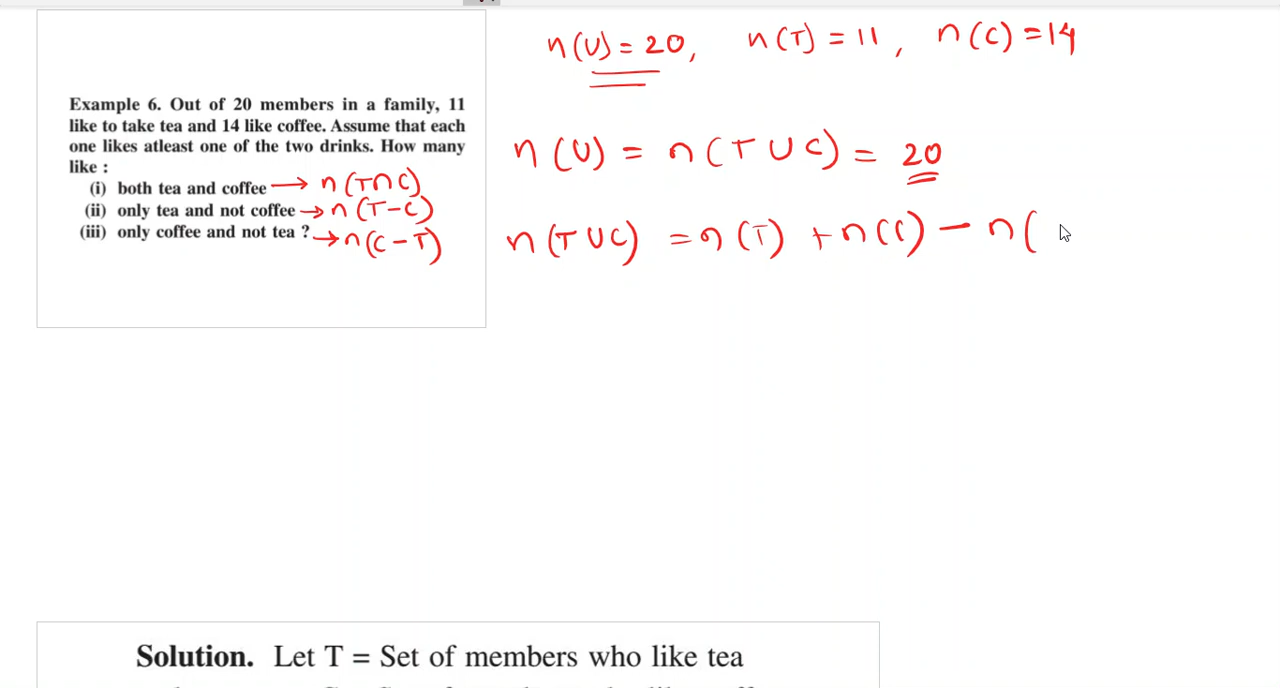 n(U) = 20, n(T) = 11, n(C) = 14
Example 6. Out of 20 members in a family, 11
like to take tea and 14 like coffee. Assume that each
one likes atleast one of the two drinks. How many
like :
(i) both tea and coffee → n(T∩C)
(ii) only tea and not coffee → n(T−C)
(iii) only coffee and not tea ? → n(C−T)
n(U) = n(T∪C) = 20
n(T∪C) = n(T) + n(C) − n(
Solution. Let T = Set of members who like tea